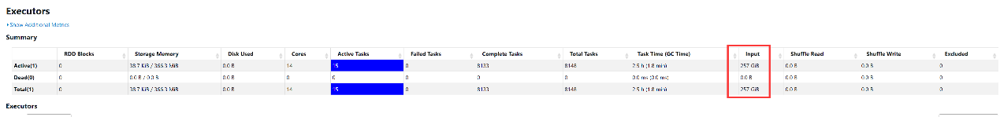 Executors
Show Additional Metrics
Summary
RDD Blocks Storage Memory Disk Used Cores Active Tasks Failed Tasks Complete Tasks Total Tasks Task Time (GC Time) Input Shuffle Read Shuffle Write Excluded
Active(1) 0 38.7 KiB / 366.3 MiB 0.0 B 14 15 0 8133 8148 2.5 h (1.8 min) 257 GiB 0.0 B 0.0 B 0
Dead(0) 0 0.0 B / 0.0 B 0.0 B 0 0 0 0 0 0.0 ms (0.0 ms) 0.0 B 0.0 B 0.0 B 0
Total(1) 0 38.7 KiB / 366.3 MiB 0.0 B 14 15 0 8133 8148 2.5 h (1.8 min) 257 GiB 0.0 B 0.0 B 0
Executors